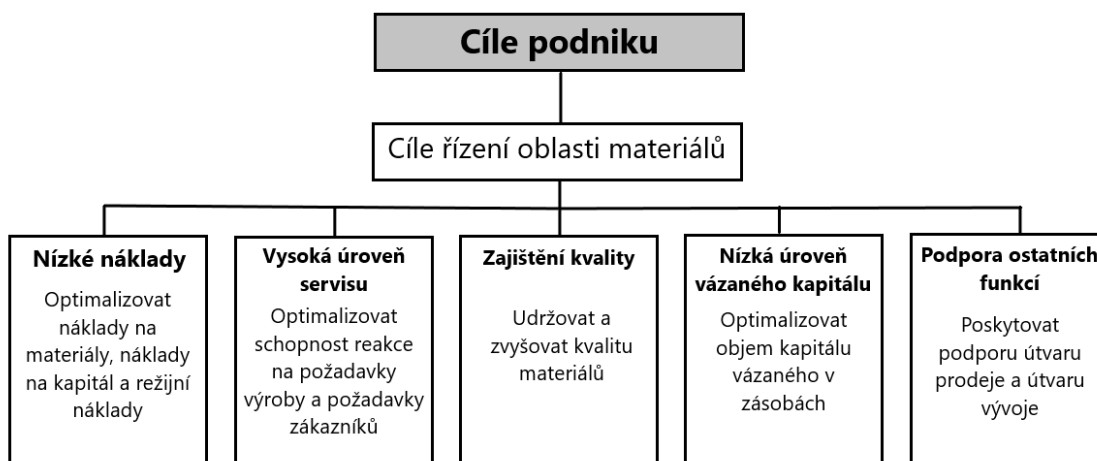 Cíle podniku
Cíle řízení oblasti materiálů
Nízké náklady
Optimalizovat
náklady na
materiály, náklady
na kapitál a režijní
náklady
Vysoká úroveň
servisu
Optimalizovat
schopnost reakce
na požadavky
výroby a požadavky
zákazníků
Zajištění kvality
Udržovat a
zvyšovat kvalitu
materiálů
Nízká úroveň
vázaného kapitálu
Optimalizovat
objem kapitálu
vázaného v
zásobách
Podpora ostatních
funkcí
Poskytovat
podporu útvaru
prodeje a útvaru
vývoje